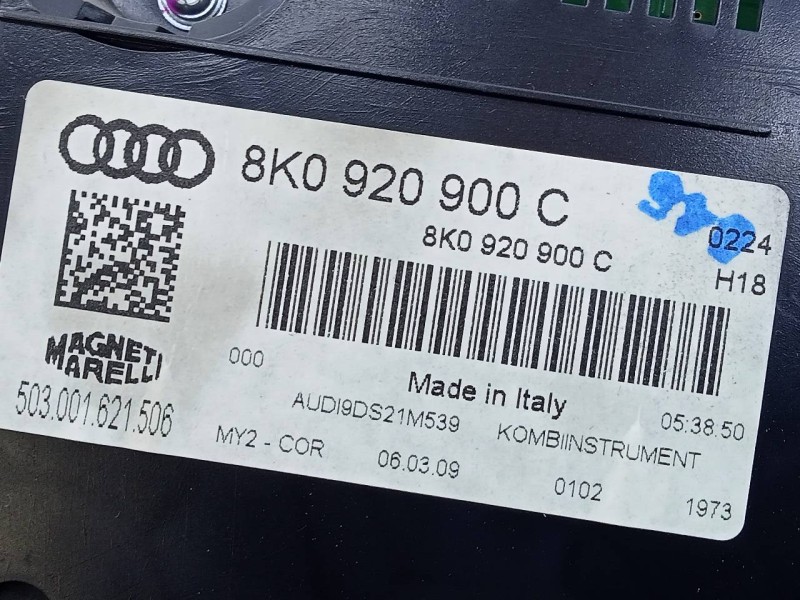 8K0 920 900 C
8K0 920 900 C
0224
H18
MAGNETI
MARELLI
503.001.621.506
000
Made in Italy
05:38.50
AUDI9DS21M539
KOMBIINSTRUMENT
MY2 - COR
06.03.09
0102
1973